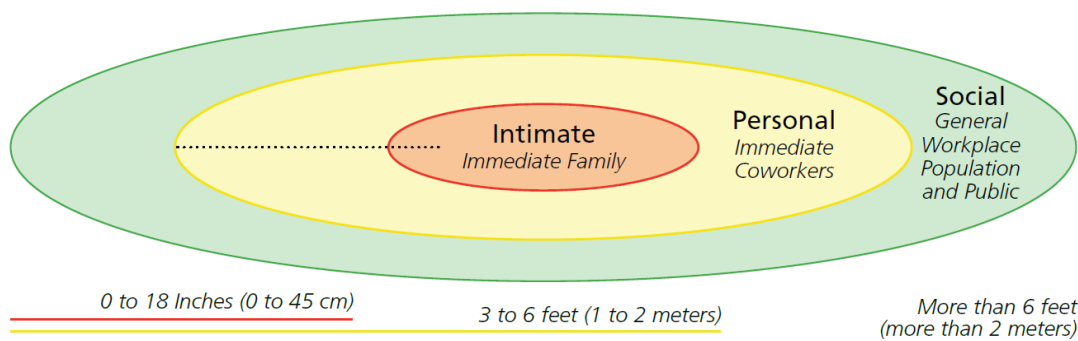 Intimate
Immediate Family
Personal
Immediate
Coworkers
Social
General
Workplace
Population
and Public
0 to 18 Inches (0 to 45 cm)
3 to 6 feet (1 to 2 meters)
More than 6 feet
(more than 2 meters)